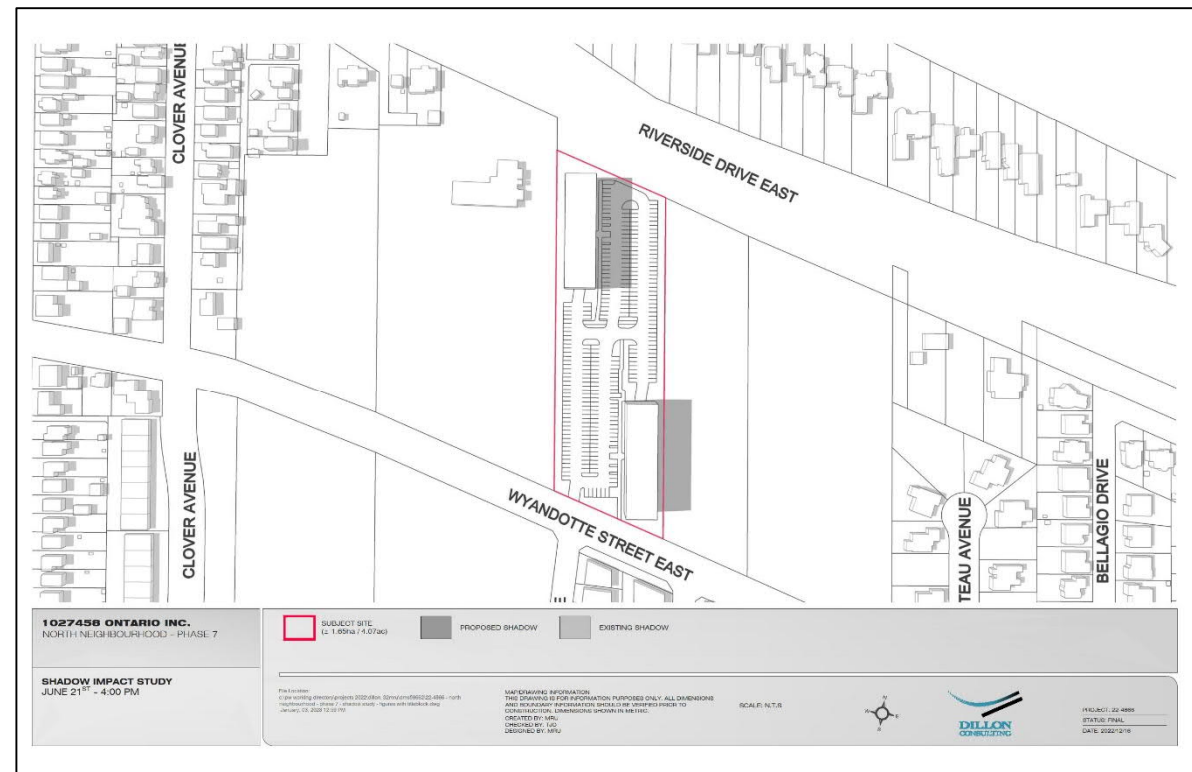 CLOVER AVENUE
RIVERSIDE DRIVE EAST
WYANDOTTE STREET EAST
CLOVER AVENUE
TEAU AVENUE
BELLAGIO DRIVE
1027458 ONTARIO INC.
NORTH NEIGHBOURHOOD - PHASE 7
SUBJECT SITE
(± 1.65ha / 4.07ac)
PROPOSED SHADOW
EXISTING SHADOW
SHADOW IMPACT STUDY
JUNE 21ST - 4:00 PM
File Location:
MAP/DRAWING INFORMATION
THIS DRAWING IS FOR INFORMATION PURPOSES ONLY. ALL DIMENSIONS
AND BOUNDARY INFORMATION SHOULD BE VERIFIED PRIOR TO
CONSTRUCTION. DIMENSIONS SHOWN IN METRIC.
CREATED BY: MRU
CHECKED BY: TJO
DESIGNED BY: MRU
SCALE: N.T.S
DILLON
CONSULTING
PROJECT: 22-4866
STATUS: FINAL
DATE: 2022/12/16